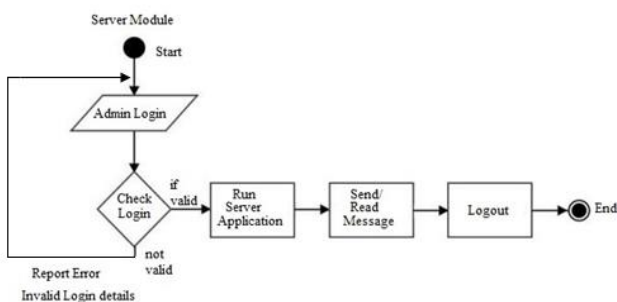 Server Module
Start
Admin Login
Check
Login
if
valid
Run
Server
Application
Send/
Read
Message
Logout
End
not
valid
Report Error
Invalid Login details